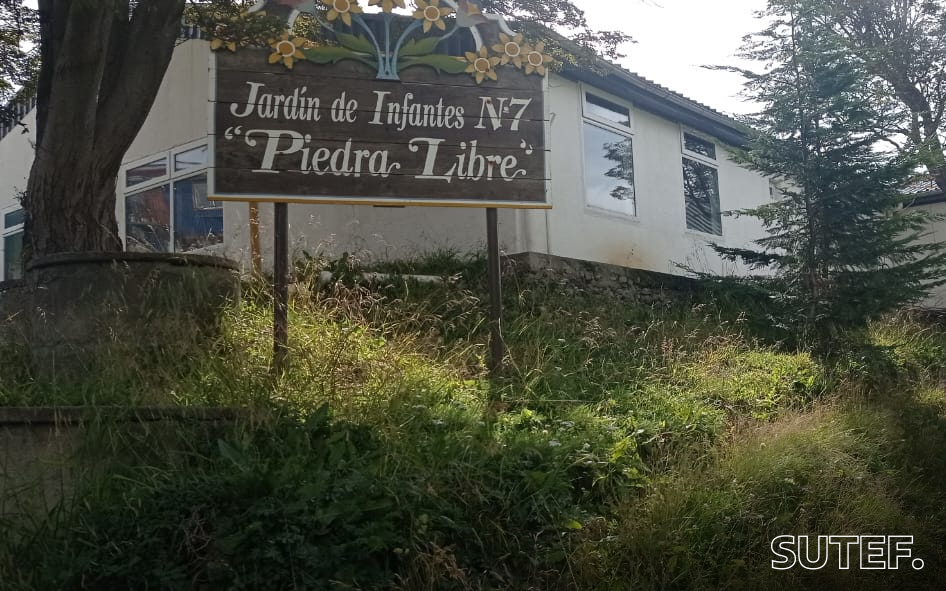 Jardín de Infantes Nº7
"Piedra Libre"
SUTEF.